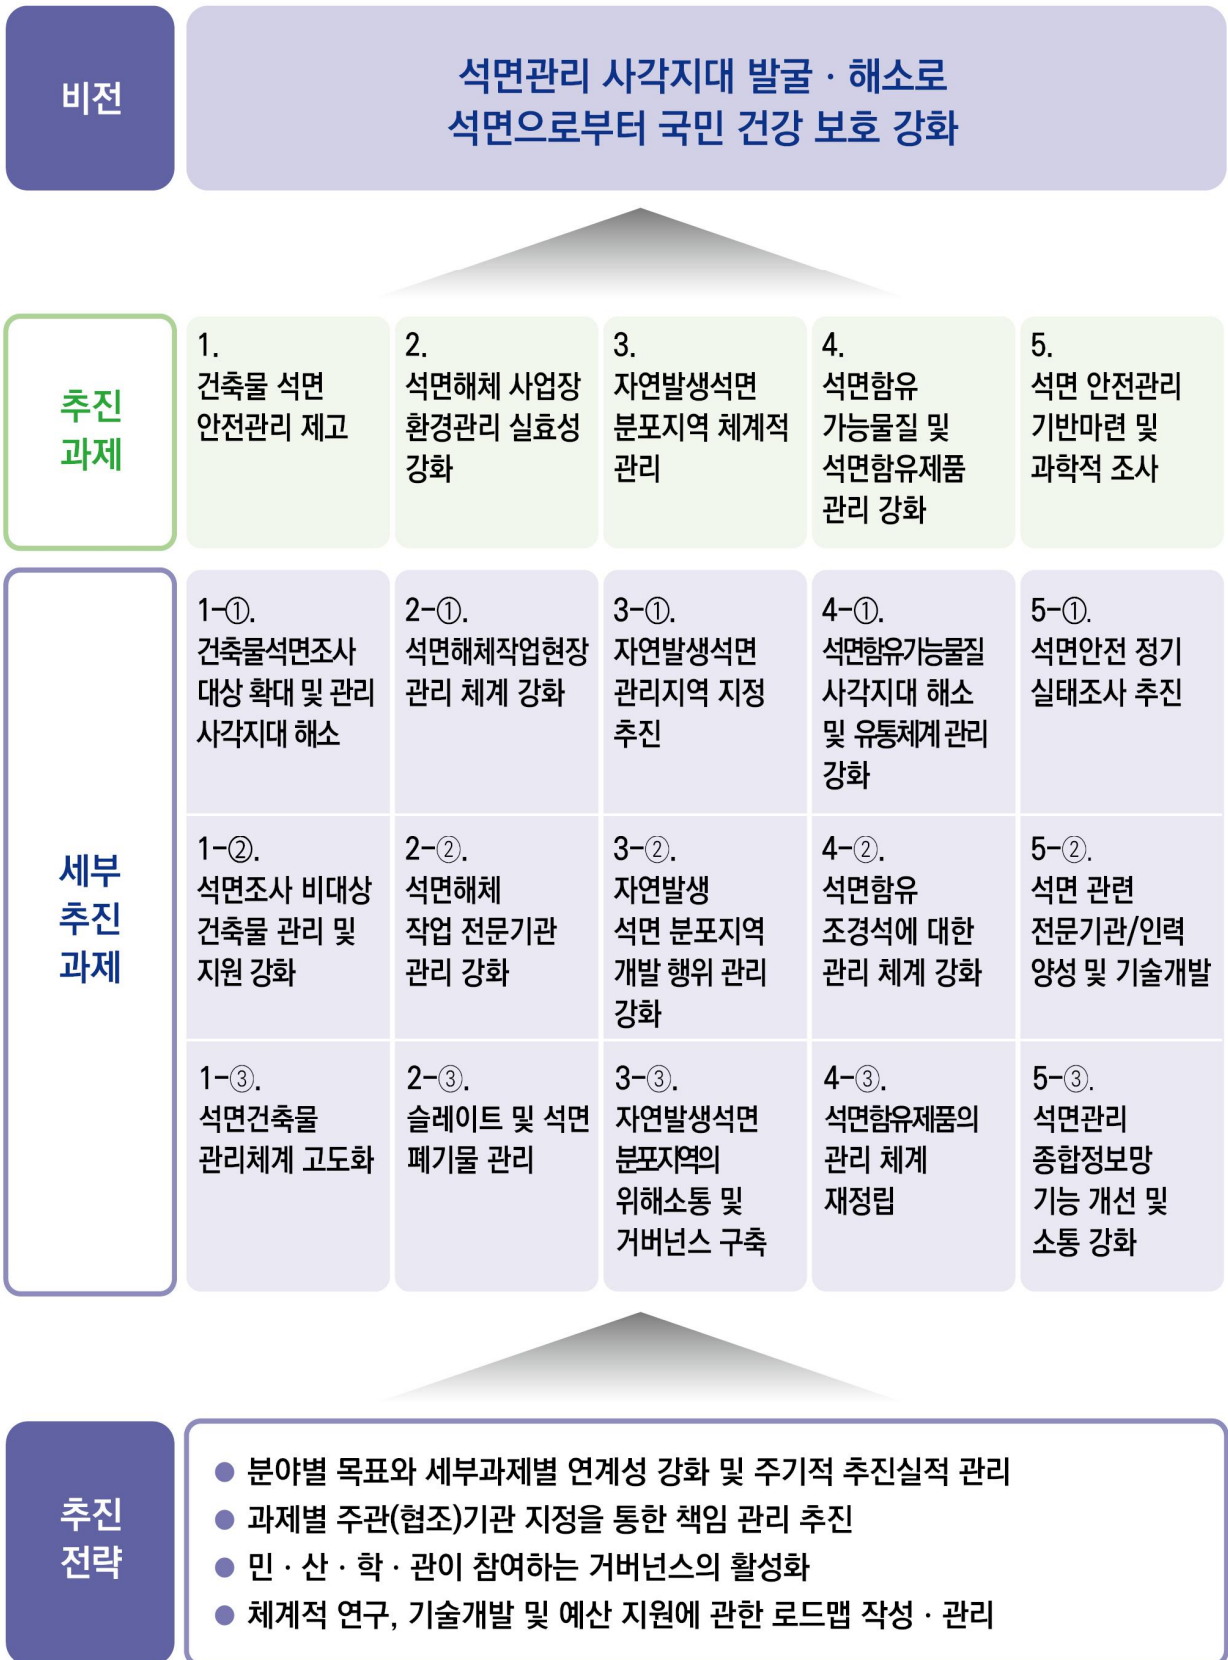 비전
석면관리 사각지대 발굴 · 해소로
석면으로부터 국민 건강 보호 강화
추진
과제
1.
건축물 석면
안전관리 제고
2.
석면해체 사업장
환경관리 실효성
강화
3.
자연발생석면
분포지역 체계적
관리
4.
석면함유
가능물질 및
석면함유제품
관리 강화
5.
석면 안전관리
기반마련 및
과학적 조사
세부
추진
과제
1-①.
건축물석면조사
대상 확대 및 관리
사각지대 해소
2-①.
석면해체작업현장
관리 체계 강화
3-①.
자연발생석면
관리지역 지정
추진
4-①.
석면함유가능물질
사각지대 해소
및 유통체계 관리
강화
5-①.
석면안전 정기
실태조사 추진
1-②.
석면조사 비대상
건축물 관리 및
지원 강화
2-②.
석면해체
작업 전문기관
관리 강화
3-②.
자연발생
석면 분포지역
개발 행위 관리
강화
4-②.
석면함유
조경석에 대한
관리 체계 강화
5-②.
석면 관련
전문기관/인력
양성 및 기술개발
1-③.
석면건축물
관리체계 고도화
2-③.
슬레이트 및 석면
폐기물 관리
3-③.
자연발생석면
분포지역의
위해소통 및
거버넌스 구축
4-③.
석면함유제품의
관리 체계
재정립
5-③.
석면관리
종합정보망
기능 개선 및
소통 강화
추진
전략
● 분야별 목표와 세부과제별 연계성 강화 및 주기적 추진실적 관리
● 과제별 주관(협조)기관 지정을 통한 책임 관리 추진
● 민 · 산 · 학 · 관이 참여하는 거버넌스의 활성화
● 체계적 연구, 기술개발 및 예산 지원에 관한 로드맵 작성 · 관리